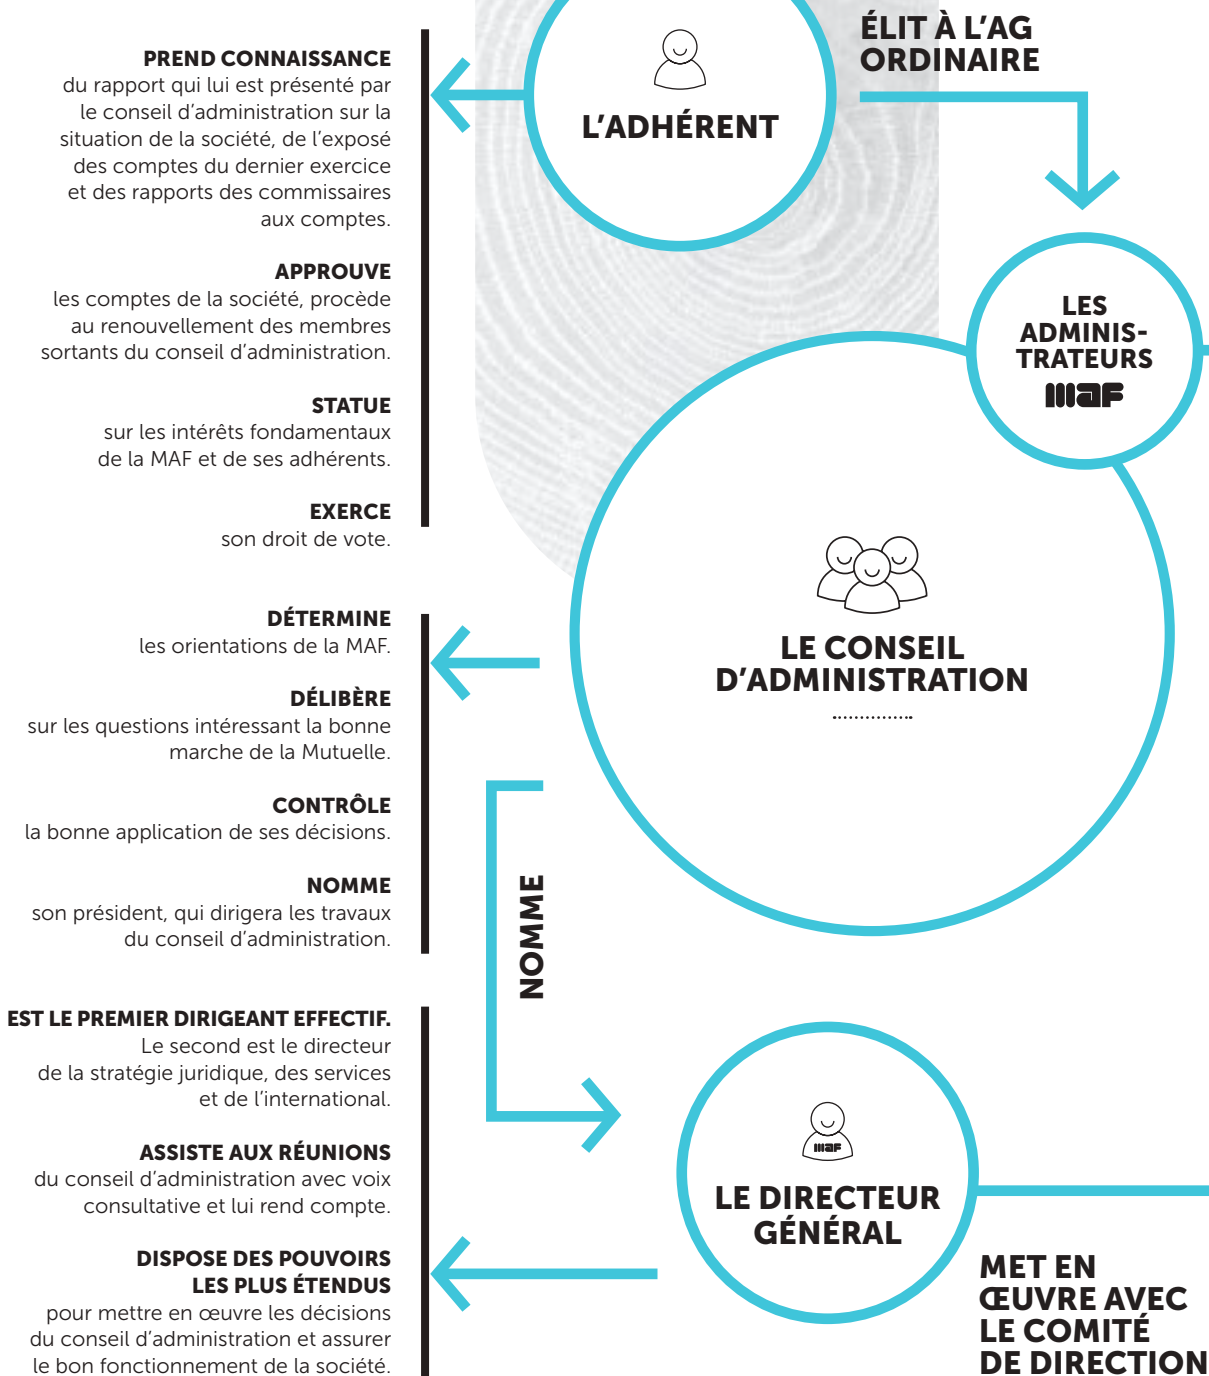 PREND CONNAISSANCE
du rapport qui lui est présenté par
le conseil d’administration sur la
situation de la société, de l’exposé
des comptes du dernier exercice
et des rapports des commissaires
aux comptes.
APPROUVE
les comptes de la société, procède
au renouvellement des membres
sortants du conseil d’administration.
STATUE
sur les intérêts fondamentaux
de la MAF et de ses adhérents.
EXERCE
son droit de vote.
L’ADHÉRENT
ÉLIT À L’AG
ORDINAIRE
LES
ADMINIS-
TRATEURS
maf
DÉTERMINE
les orientations de la MAF.
DÉLIBÈRE
sur les questions intéressant la bonne
marche de la Mutuelle.
CONTRÔLE
la bonne application de ses décisions.
NOMME
son président, qui dirigera les travaux
du conseil d’administration.
LE CONSEIL
D’ADMINISTRATION
NOMME
EST LE PREMIER DIRIGEANT EFFECTIF.
Le second est le directeur
de la stratégie juridique, des services
et de l’international.
ASSISTE AUX RÉUNIONS
du conseil d’administration avec voix
consultative et lui rend compte.
DISPOSE DES POUVOIRS
LES PLUS ÉTENDUS
pour mettre en œuvre les décisions
du conseil d’administration et assurer
le bon fonctionnement de la société.
maf
LE DIRECTEUR
GÉNÉRAL
MET EN
ŒUVRE AVEC
LE COMITÉ
DE DIRECTION